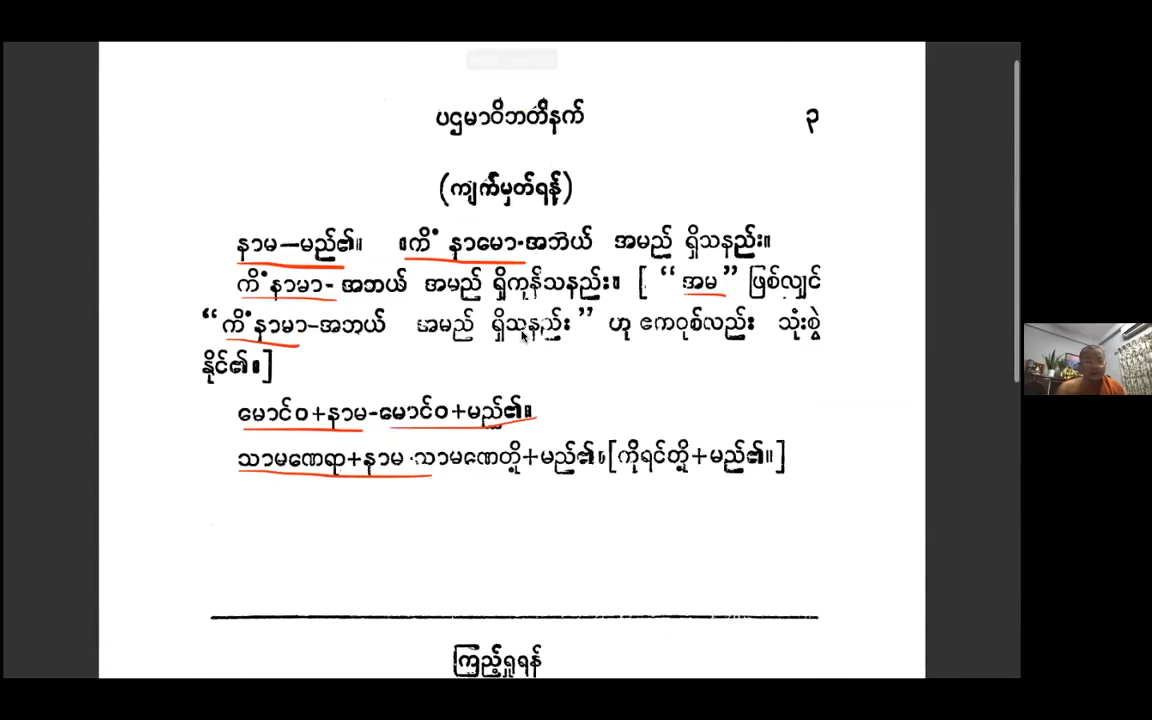 ပဌမာဝိဘတ်တိနက် ၃
(ကျက်မှတ်ရန်)
နာမ—မည်၏။ ကိံ နာမော-အဘယ် အမည် ရှိသနည်း။
ကိံနာမာ- အဘယ် အမည် ရှိကုန်သနည်း။ [ “အမ” ဖြစ်လျှင်
“ကိံနာမာ-အဘယ် အမည် ရှိသနည်း” ဟု ဧကဝုစ်လည်း သုံးစွဲ
နိုင်၏။]
မောင်ဝ+နာမ-မောင်ဝ+မည်၏။
သာမဏေရာ+နာမ-သာမဏေတို့+မည်၏။[ကိုရင်တို့+မည်၏။]
ကြည့်ရှုရန်